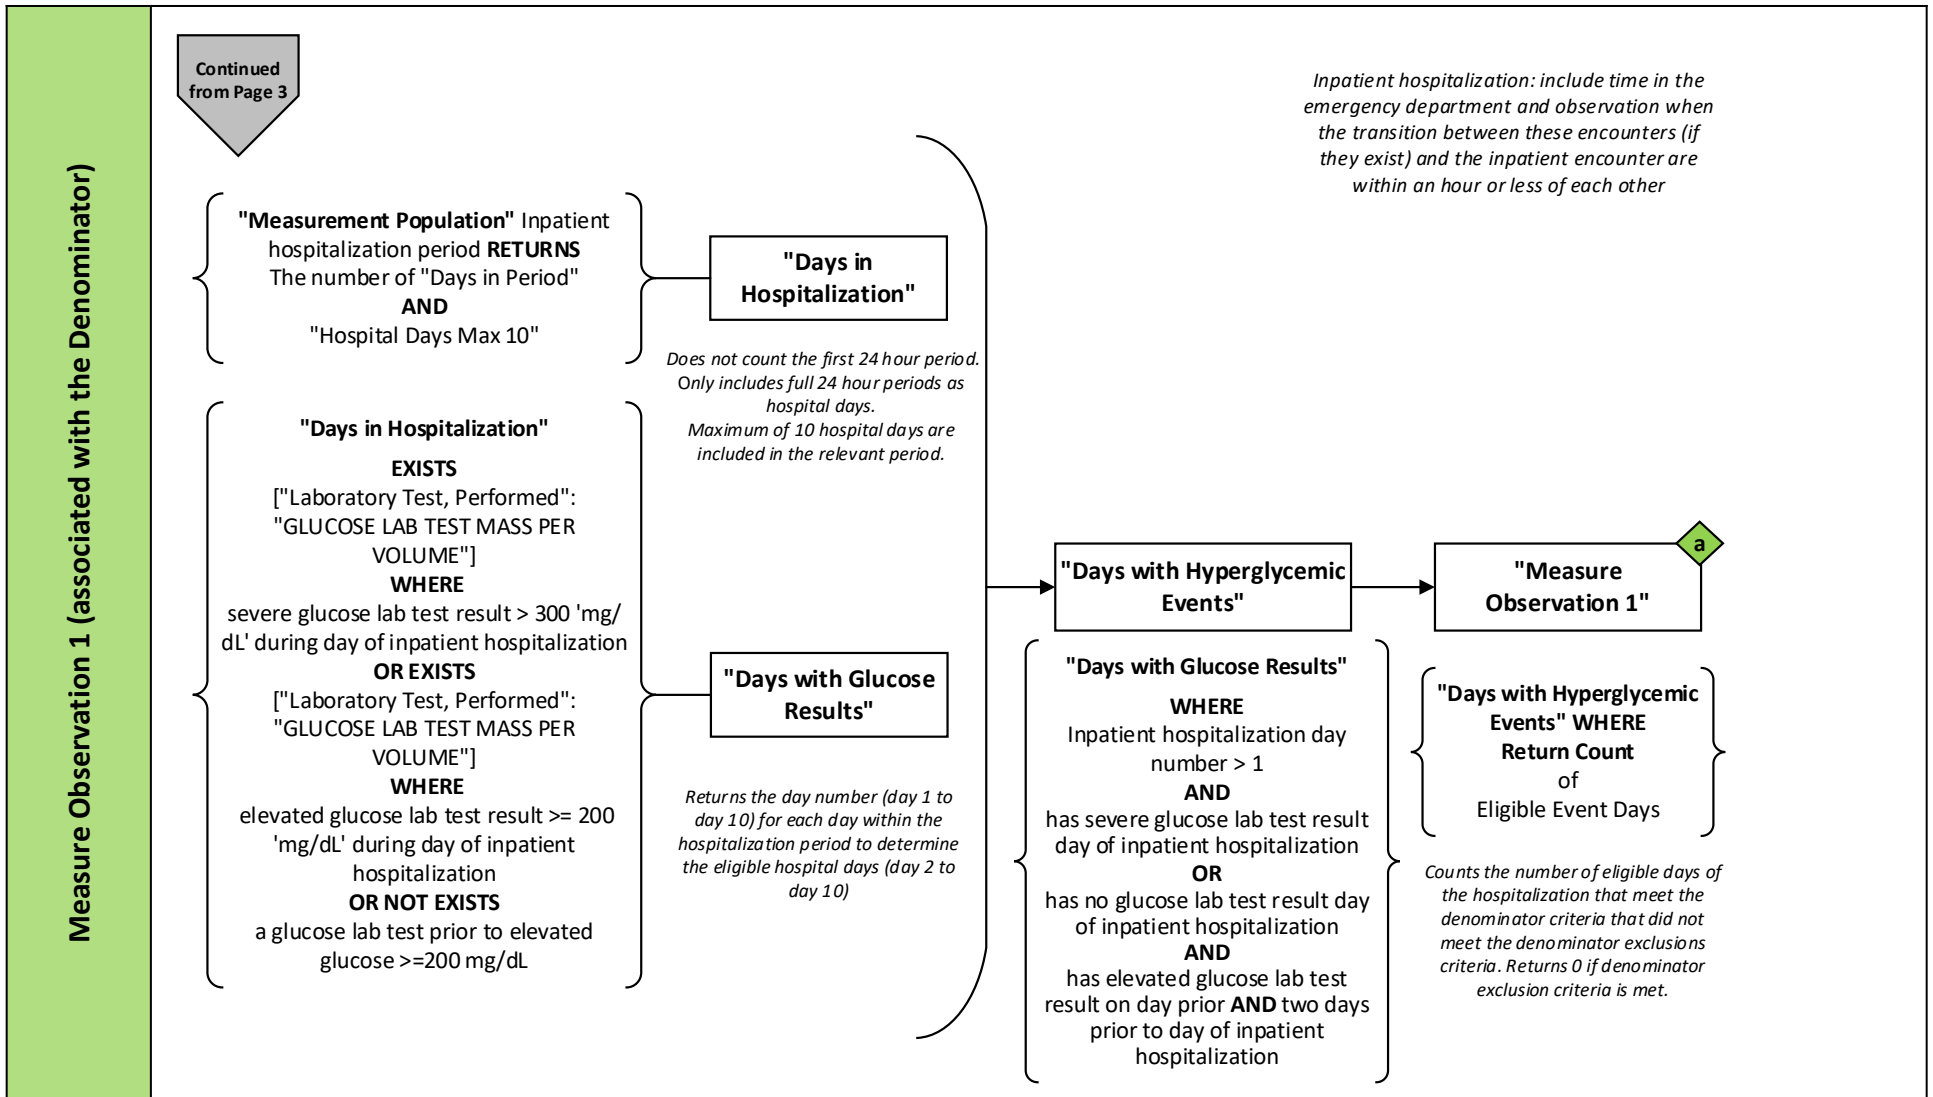 Measure Observation 1 (associated with the Denominator)
Continued
from Page 3
Inpatient hospitalization: include time in the
emergency department and observation when
the transition between these encounters (if
they exist) and the inpatient encounter are
within an hour or less of each other
"Measurement Population" Inpatient
hospitalization period RETURNS
The number of "Days in Period"
AND
"Hospital Days Max 10"
"Days in
Hospitalization"
Does not count the first 24 hour period.
Only includes full 24 hour periods as
hospital days.
Maximum of 10 hospital days are
included in the relevant period.
"Days in Hospitalization"
EXISTS
["Laboratory Test, Performed":
"GLUCOSE LAB TEST MASS PER
VOLUME"]
WHERE
severe glucose lab test result > 300 'mg/
dL' during day of inpatient hospitalization
OR EXISTS
["Laboratory Test, Performed":
"GLUCOSE LAB TEST MASS PER
VOLUME"]
WHERE
elevated glucose lab test result >= 200
'mg/dL' during day of inpatient
hospitalization
OR NOT EXISTS
a glucose lab test prior to elevated
glucose >=200 mg/dL
"Days with Glucose
Results"
Returns the day number (day 1 to
day 10) for each day within the
hospitalization period to determine
the eligible hospital days (day 2 to
day 10)
"Days with Hyperglycemic
Events"
"Days with Glucose Results"
WHERE
Inpatient hospitalization day
number > 1
AND
has severe glucose lab test result
day of inpatient hospitalization
OR
has no glucose lab test result day
of inpatient hospitalization
AND
has elevated glucose lab test
result on day prior AND two days
prior to day of inpatient
hospitalization
a
"Measure
Observation 1"
"Days with Hyperglycemic
Events" WHERE
Return Count
of
Eligible Event Days
Counts the number of eligible days of
the hospitalization that meet the
denominator criteria that did not
meet the denominator exclusions
criteria. Returns 0 if denominator
exclusion criteria is met.